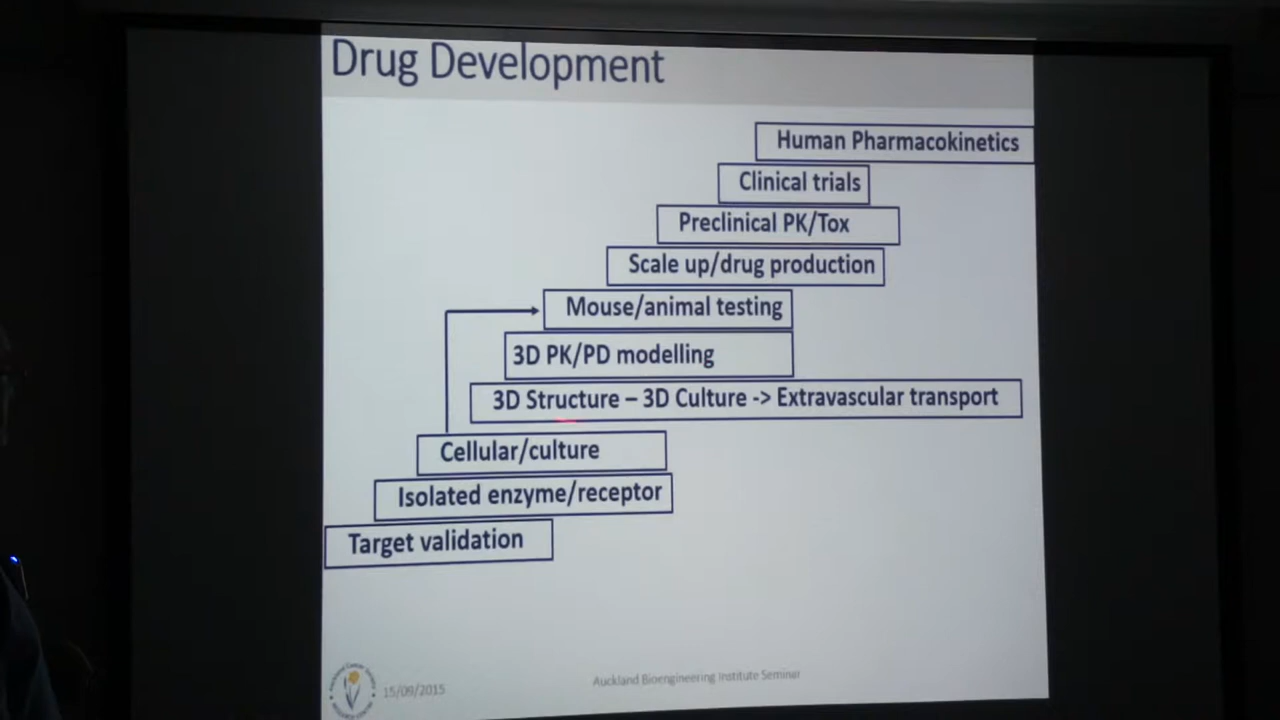 Drug Development
Human Pharmacokinetics
Clinical trials
Preclinical PK/Tox
Scale up/drug production
Mouse/animal testing
3D PK/PD modelling
3D Structure – 3D Culture -> Extravascular transport
Cellular/culture
Isolated enzyme/receptor
Target validation
15/09/2015
Auckland Bioengineering Institute Seminar